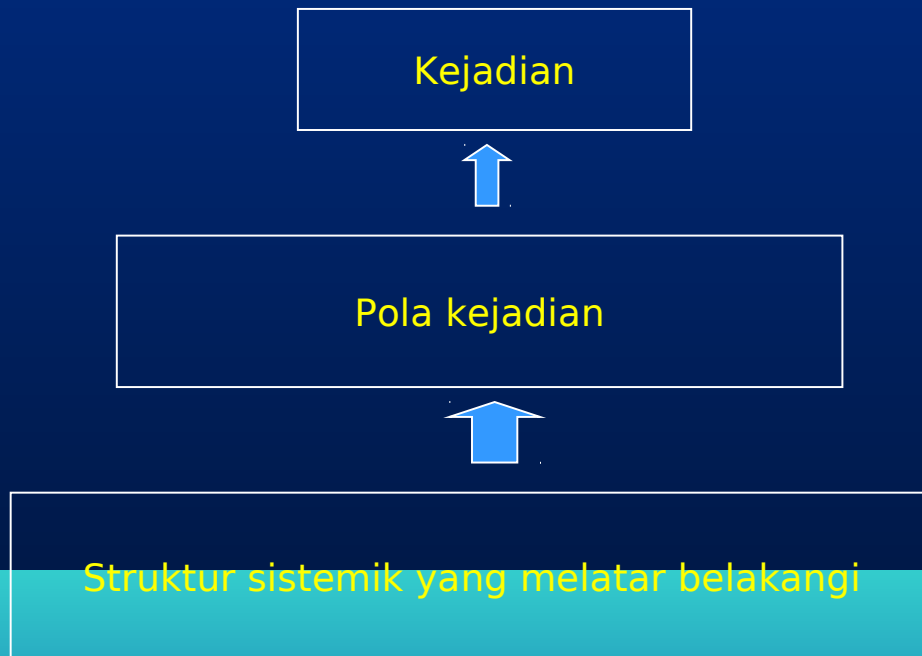 Kejadian
Pola kejadian
Struktur sistemik yang melatar belakangi